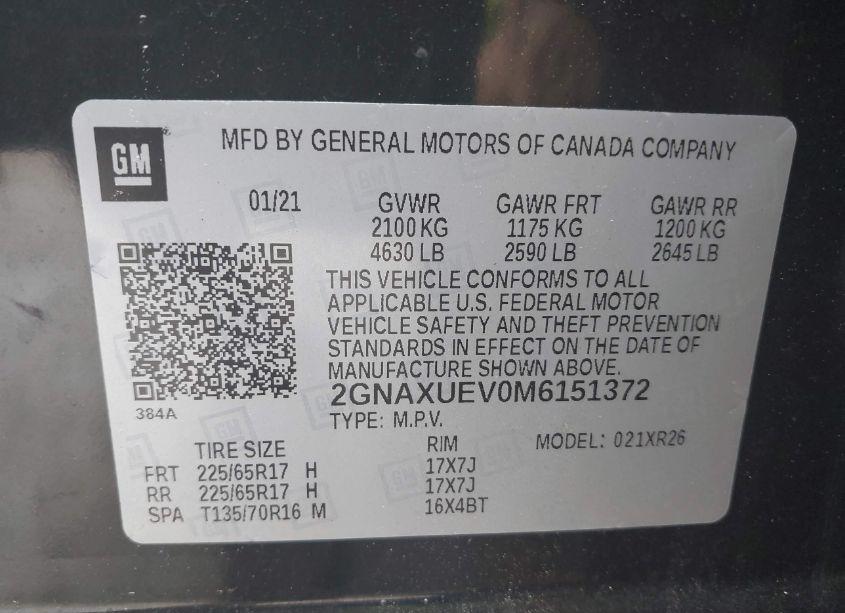 GM
MFD BY GENERAL MOTORS OF CANADA COMPANY
01/21 GVWR GAWR FRT GAWR RR
2100 KG 1175 KG 1200 KG
4630 LB 2590 LB 2645 LB
THIS VEHICLE CONFORMS TO ALL
APPLICABLE U.S. FEDERAL MOTOR
VEHICLE SAFETY AND THEFT PREVENTION
STANDARDS IN EFFECT ON THE DATE OF
MANUFACTURE SHOWN ABOVE.
2GNAXUEV0M6151372
384A
TYPE: M.P.V.
TIRE SIZE RIM MODEL: 021XR26
FRT 225/65R17 H 17X7J
RR 225/65R17 H 17X7J
SPA T135/70R16 M 16X4BT